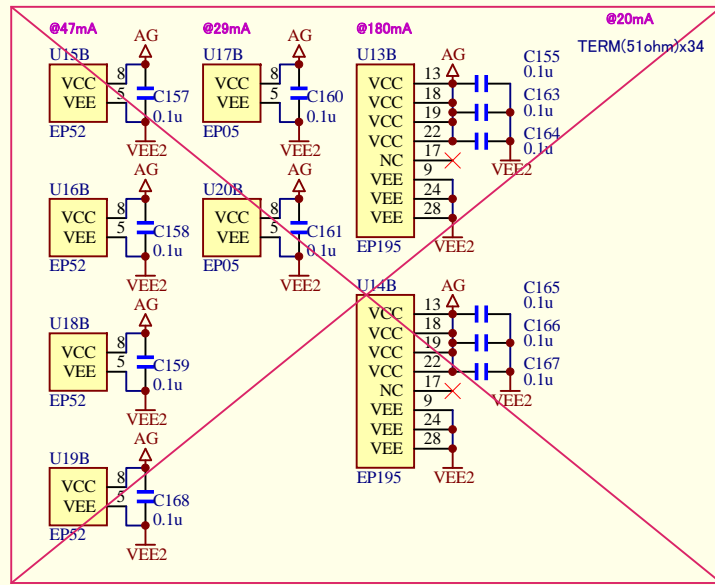 @47mA
@29mA
@180mA
@20mA
TERM(51ohm)x34
U15B
AG
VCC 8
VEE 5
C157
0.1u
EP52
VEE2
U17B
AG
VCC 8
VEE 5
C160
0.1u
EP05
VEE2
U13B
AG
VCC 13
VCC 18
VCC 19
VCC 22
NC 17
VEE 9
VEE 24
VEE 28
EP195
VEE2
C155
0.1u
C163
0.1u
C164
0.1u
VEE2
U16B
AG
VCC 8
VEE 5
C158
0.1u
EP52
VEE2
U20B
AG
VCC 8
VEE 5
C161
0.1u
EP05
VEE2
U14B
AG
VCC 13
VCC 18
VCC 19
VCC 22
NC 17
VEE 9
VEE 24
VEE 28
EP195
VEE2
C165
0.1u
C166
0.1u
C167
0.1u
VEE2
U18B
AG
VCC 8
VEE 5
C159
0.1u
EP52
VEE2
U19B
AG
VCC 8
VEE 5
C168
0.1u
EP52
VEE2